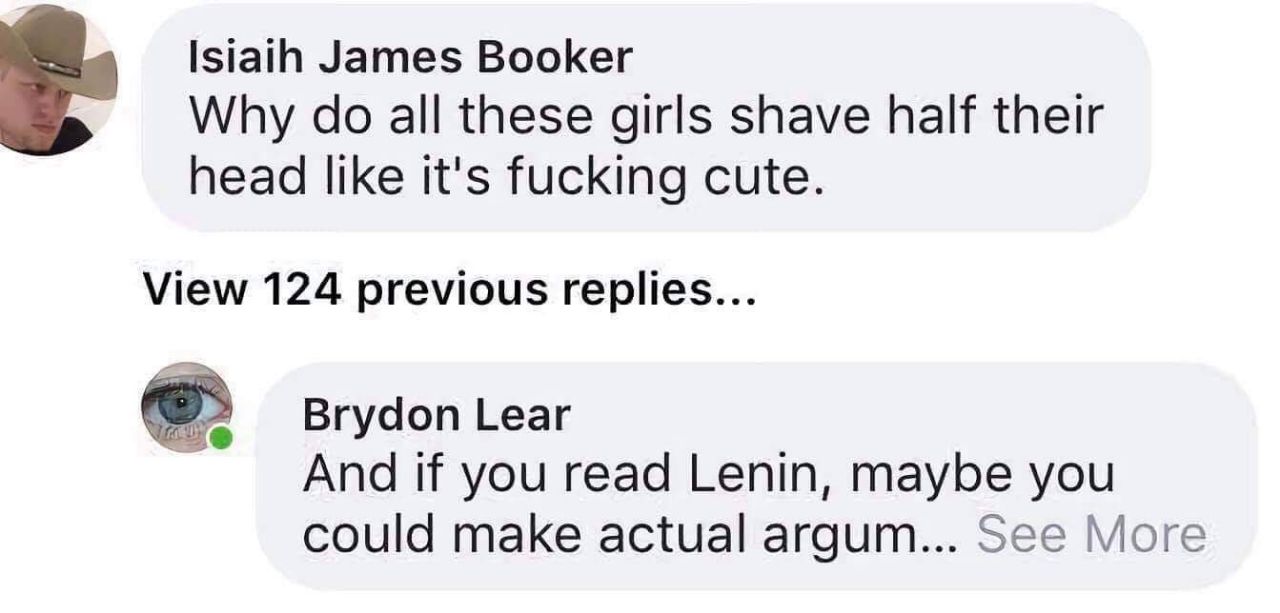 Isiaih James Booker
Why do all these girls shave half their
head like it's fucking cute.
View 124 previous replies...
Brydon Lear
And if you read Lenin, maybe you
could make actual argum... See More